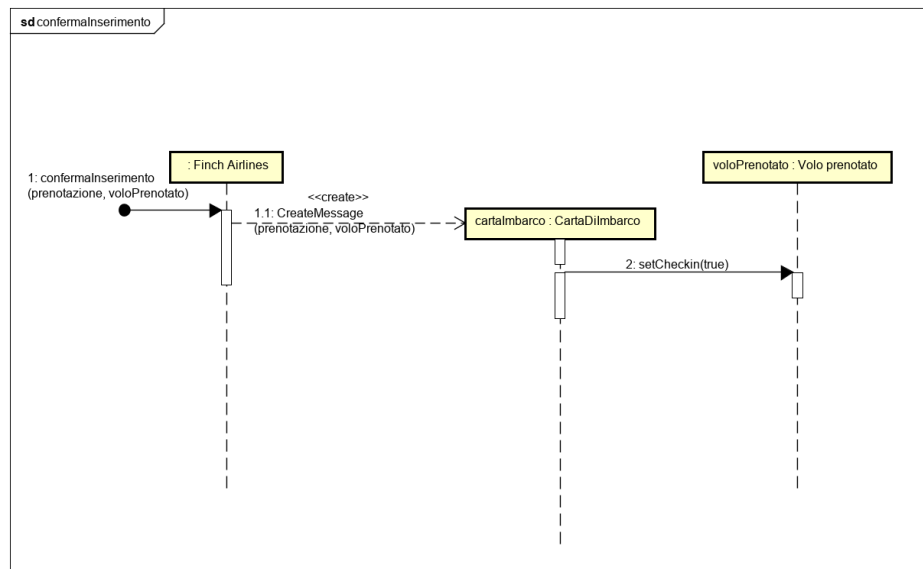 sd confermaInserimento
: Finch Airlines
voloPrenotato : Volo prenotato
1: confermaInserimento
(prenotazione, voloPrenotato)
<<create>>
1.1: CreateMessage
(prenotazione, voloPrenotato)
cartaImbarco : CartaDiImbarco
2: setCheckin(true)